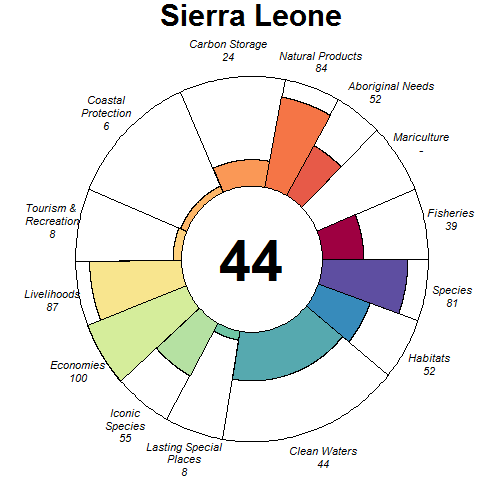 Sierra Leone
Carbon Storage
24
Natural Products
84
Aboriginal Needs
52
Mariculture
-
Fisheries
39
Species
81
Habitats
52
Clean Waters
44
Lasting Special
Places
8
Iconic
Species
55
Economies
100
Livelihoods
87
Tourism &
Recreation
8
Coastal
Protection
6
44